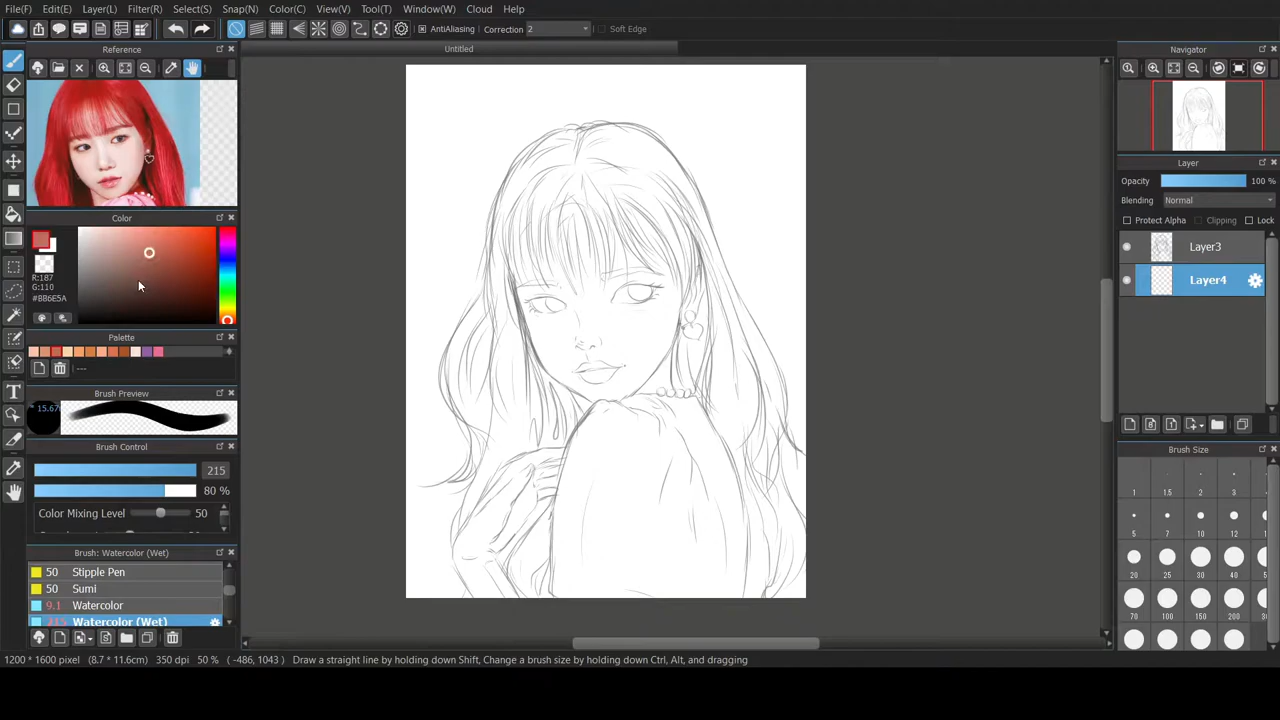 File(F) Edit(E) Layer(L) Filter(R) Select(S) Snap(N) Color(C) View(V) Tool(T) Window(W) Cloud Help
AntiAliasing Correction 2 Soft Edge
Reference
Untitled
Navigator
Color
R:187
G:110
#BB6E5A
Palette
---
Brush Preview
15.67
Brush Control
215
80 %
Color Mixing Level 50
Brush: Watercolor (Wet)
50 Stipple Pen
50 Sumi
9.1 Watercolor
215 Watercolor (Wet)
Layer
Opacity 100 %
Blending Normal
Protect Alpha Clipping Lock
Layer3
Layer4
Brush Size
1 1.5 2 3
5 7 10 12
20 25 30 40
70 100 150 200
1200 * 1600 pixel (8.7 * 11.6cm) 350 dpi 50 % ( -486, 1043 ) Draw a straight line by holding down Shift, Change a brush size by holding down Ctrl, Alt, and dragging